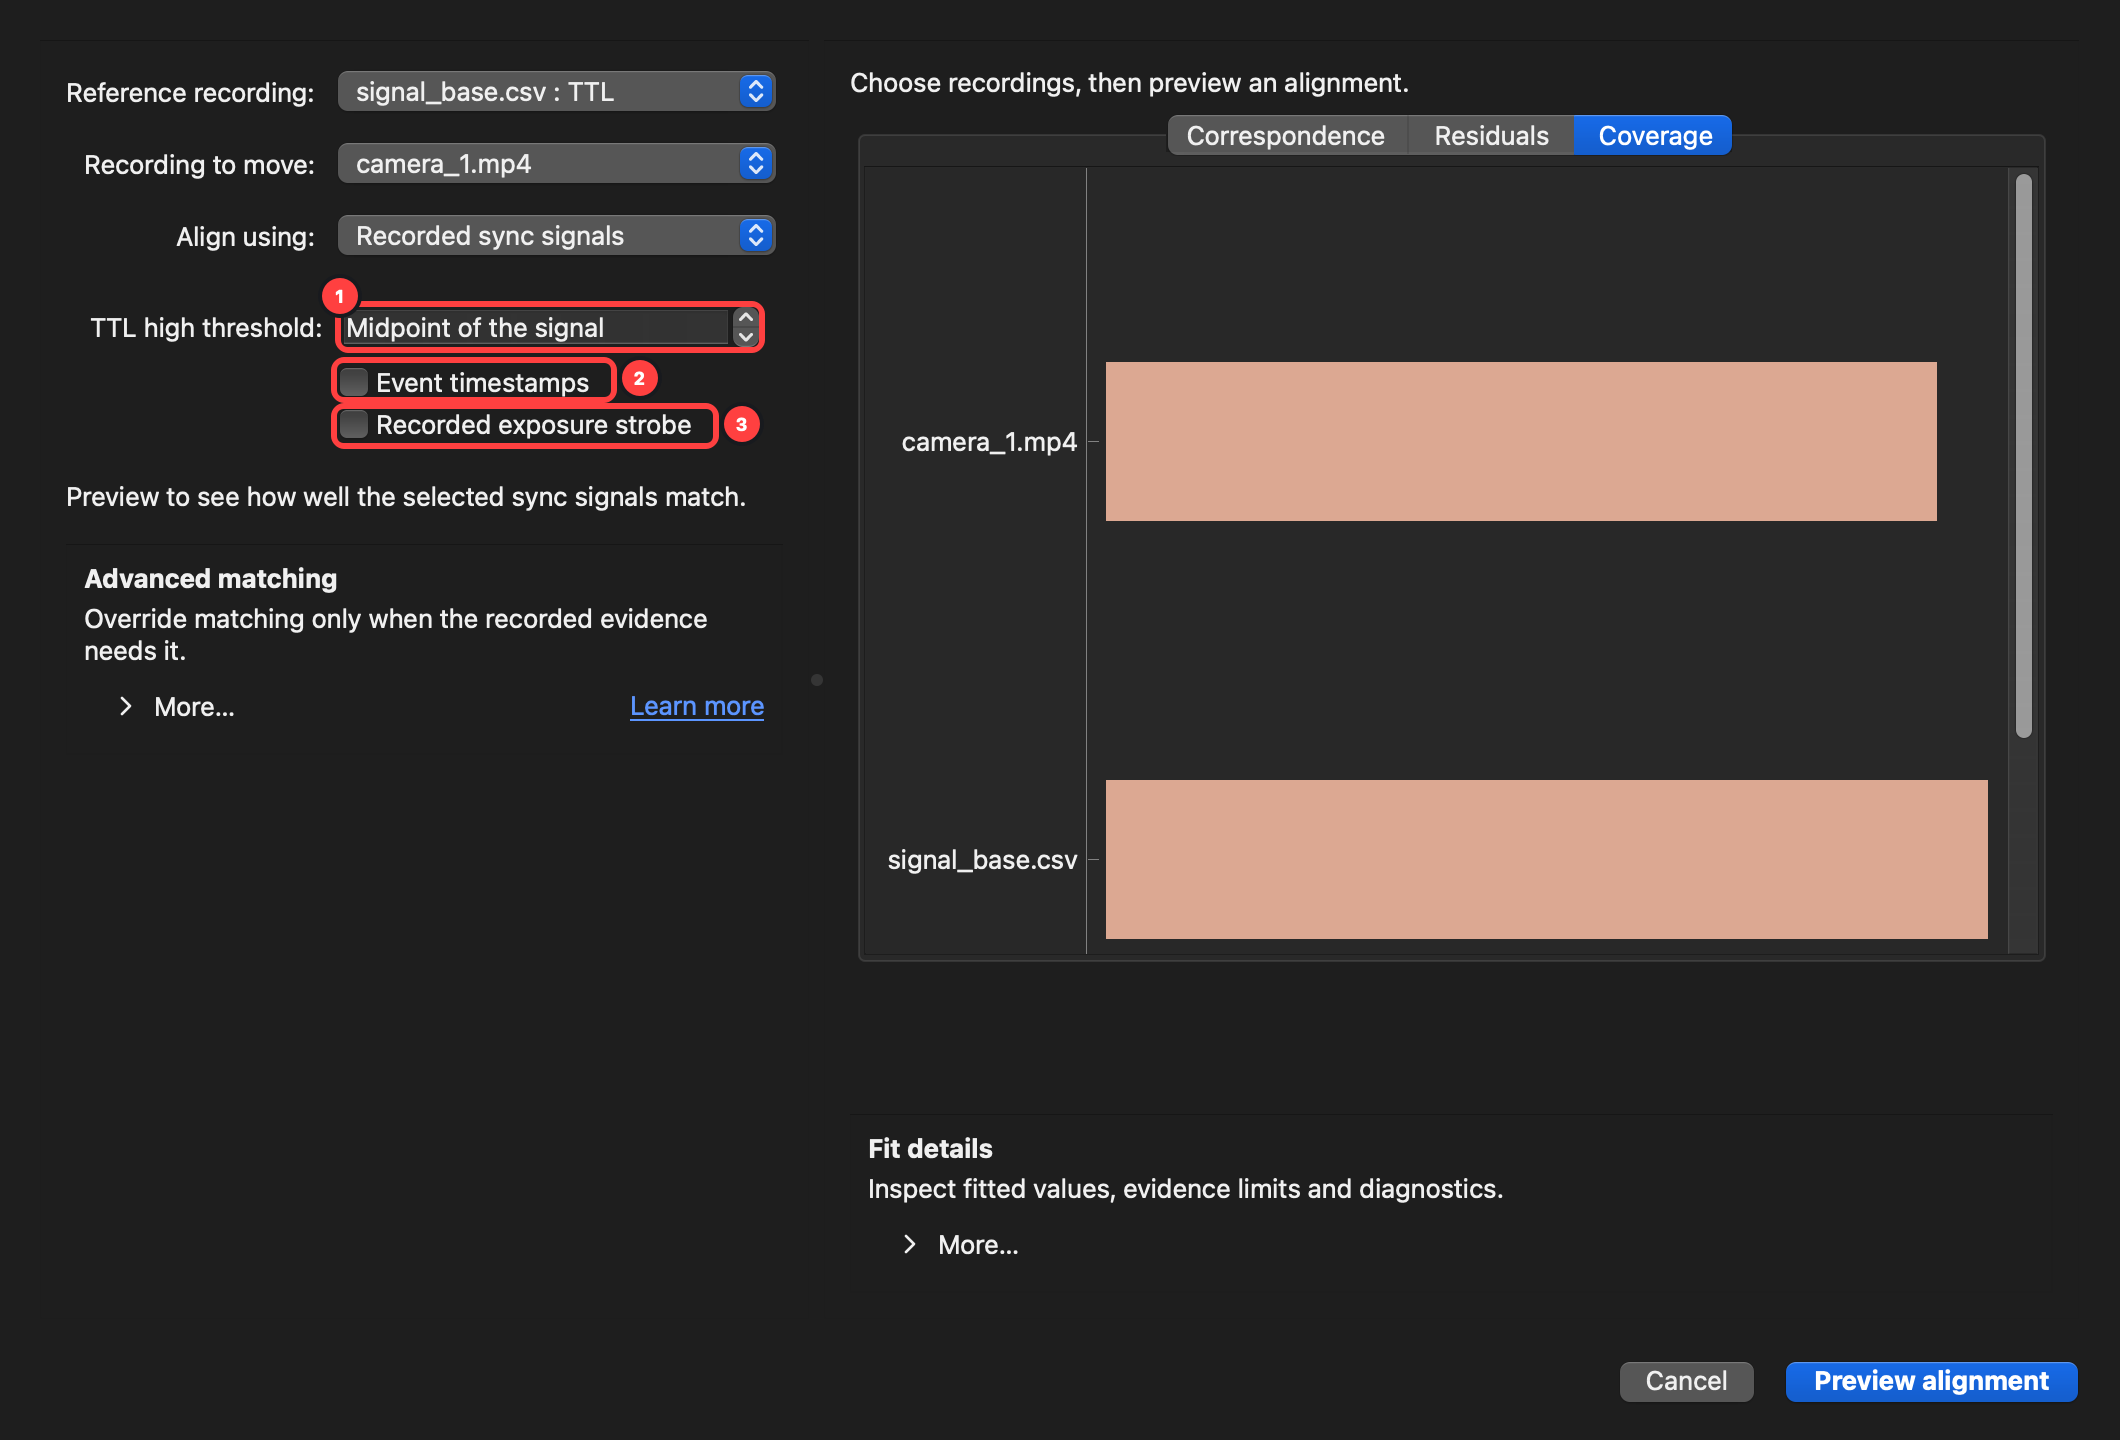 Reference recording: signal_base.csv : TTL
Recording to move: camera_1.mp4
Align using: Recorded sync signals
1
TTL high threshold: Midpoint of the signal
Event timestamps 2
Recorded exposure strobe 3
Preview to see how well the selected sync signals match.
Advanced matching
Override matching only when the recorded evidence
needs it.
More...
Learn more
Choose recordings, then preview an alignment.
Correspondence Residuals Coverage
camera_1.mp4
signal_base.csv
Fit details
Inspect fitted values, evidence limits and diagnostics.
More...
Cancel Preview alignment